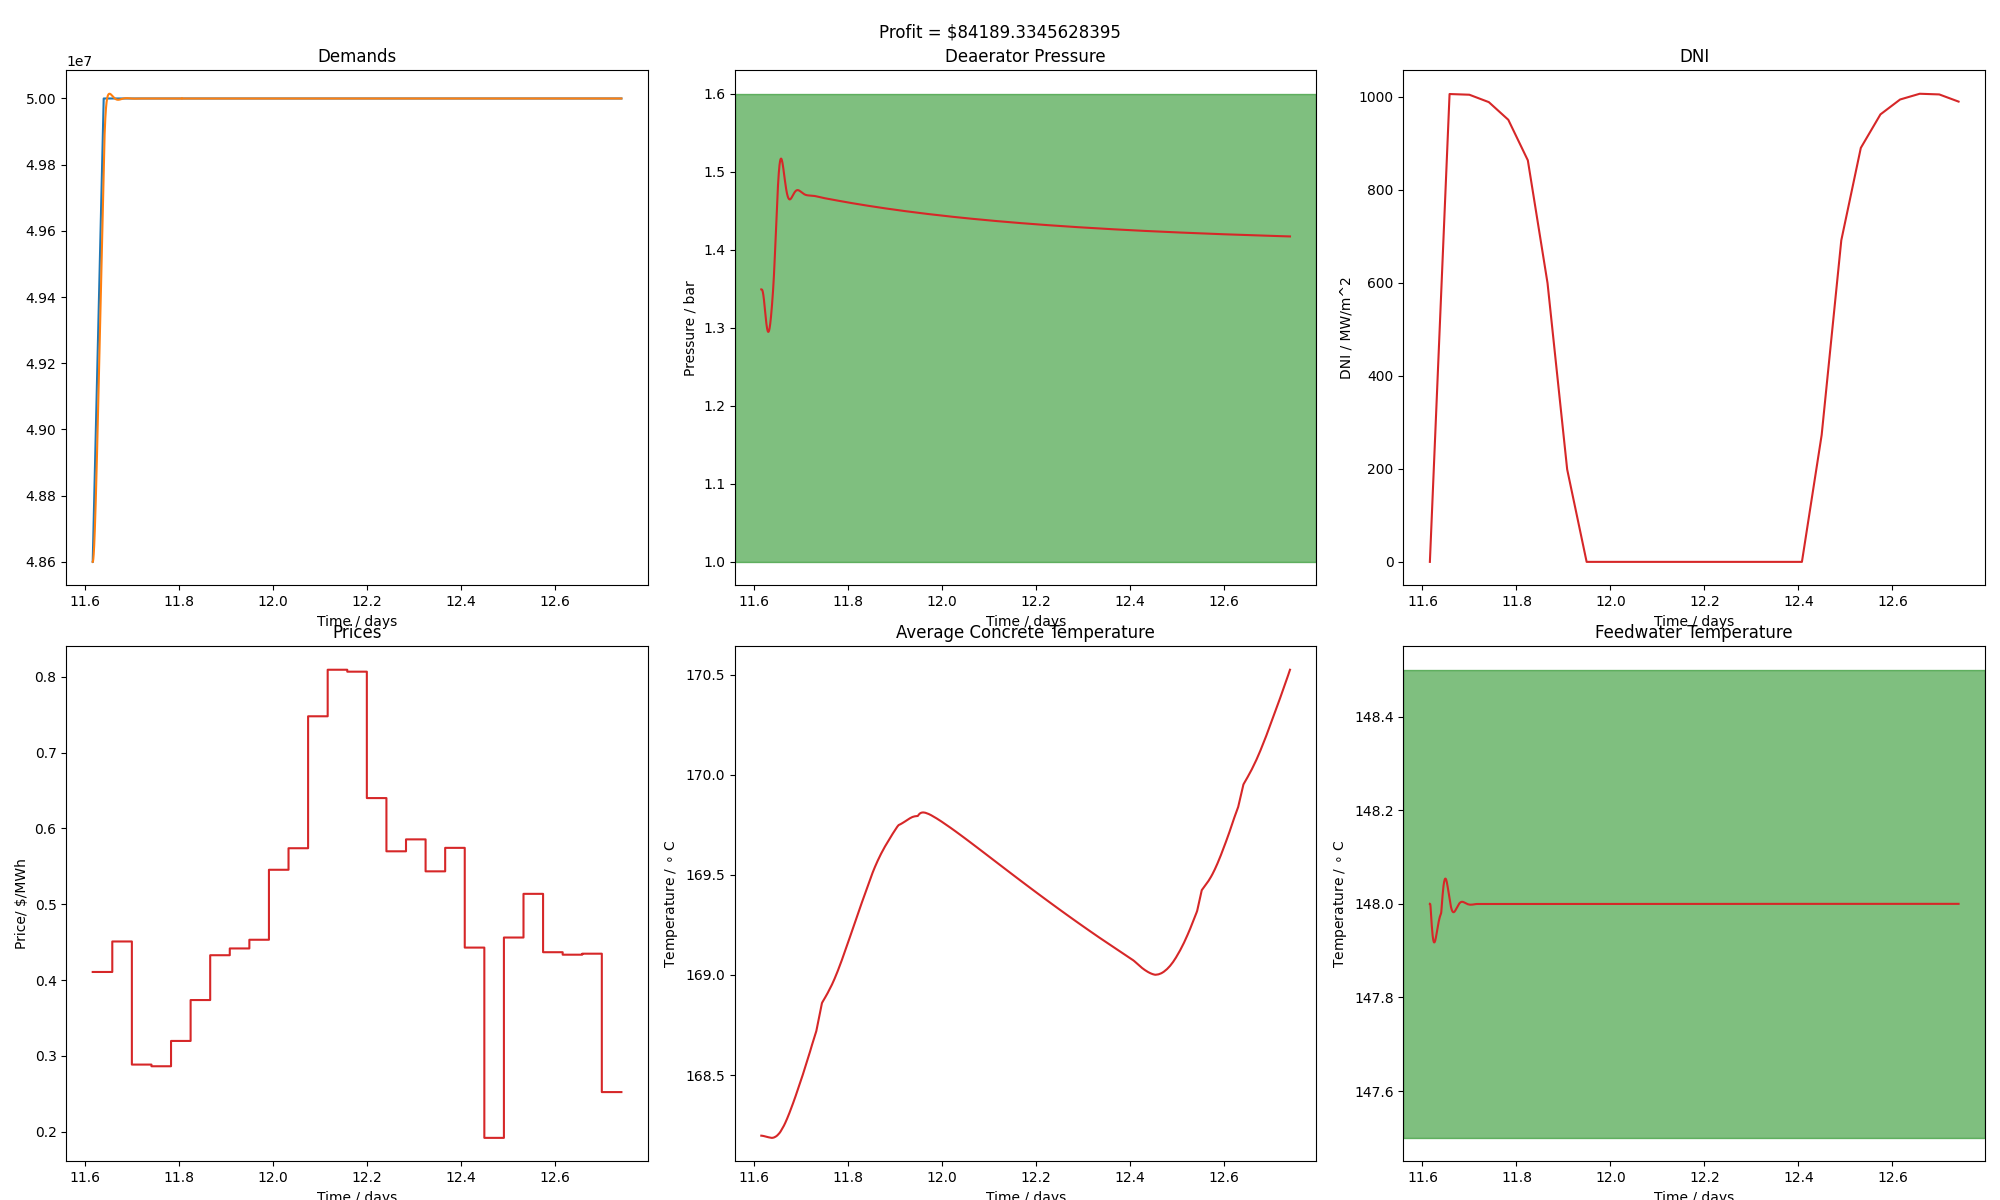 Profit = $84189.3345628395
Demands
1e7
5.00
4.98
4.96
4.94
4.92
4.90
4.88
4.86
11.6 11.8 12.0 12.2 12.4 12.6
Time / days
Deaerator Pressure
Pressure / bar
1.6
1.5
1.4
1.3
1.2
1.1
1.0
11.6 11.8 12.0 12.2 12.4 12.6
Time / days
DNI
DNI / MW/m^2
1000
800
600
400
200
0
11.6 11.8 12.0 12.2 12.4 12.6
Time / days
Prices
Price/ $/MWh
0.8
0.7
0.6
0.5
0.4
0.3
0.2
11.6 11.8 12.0 12.2 12.4 12.6
Time / days
Average Concrete Temperature
Temperature / ∘ C
170.5
170.0
169.5
169.0
168.5
11.6 11.8 12.0 12.2 12.4 12.6
Time / days
Feedwater Temperature
Temperature / ∘ C
148.4
148.2
148.0
147.8
147.6
11.6 11.8 12.0 12.2 12.4 12.6
Time / days